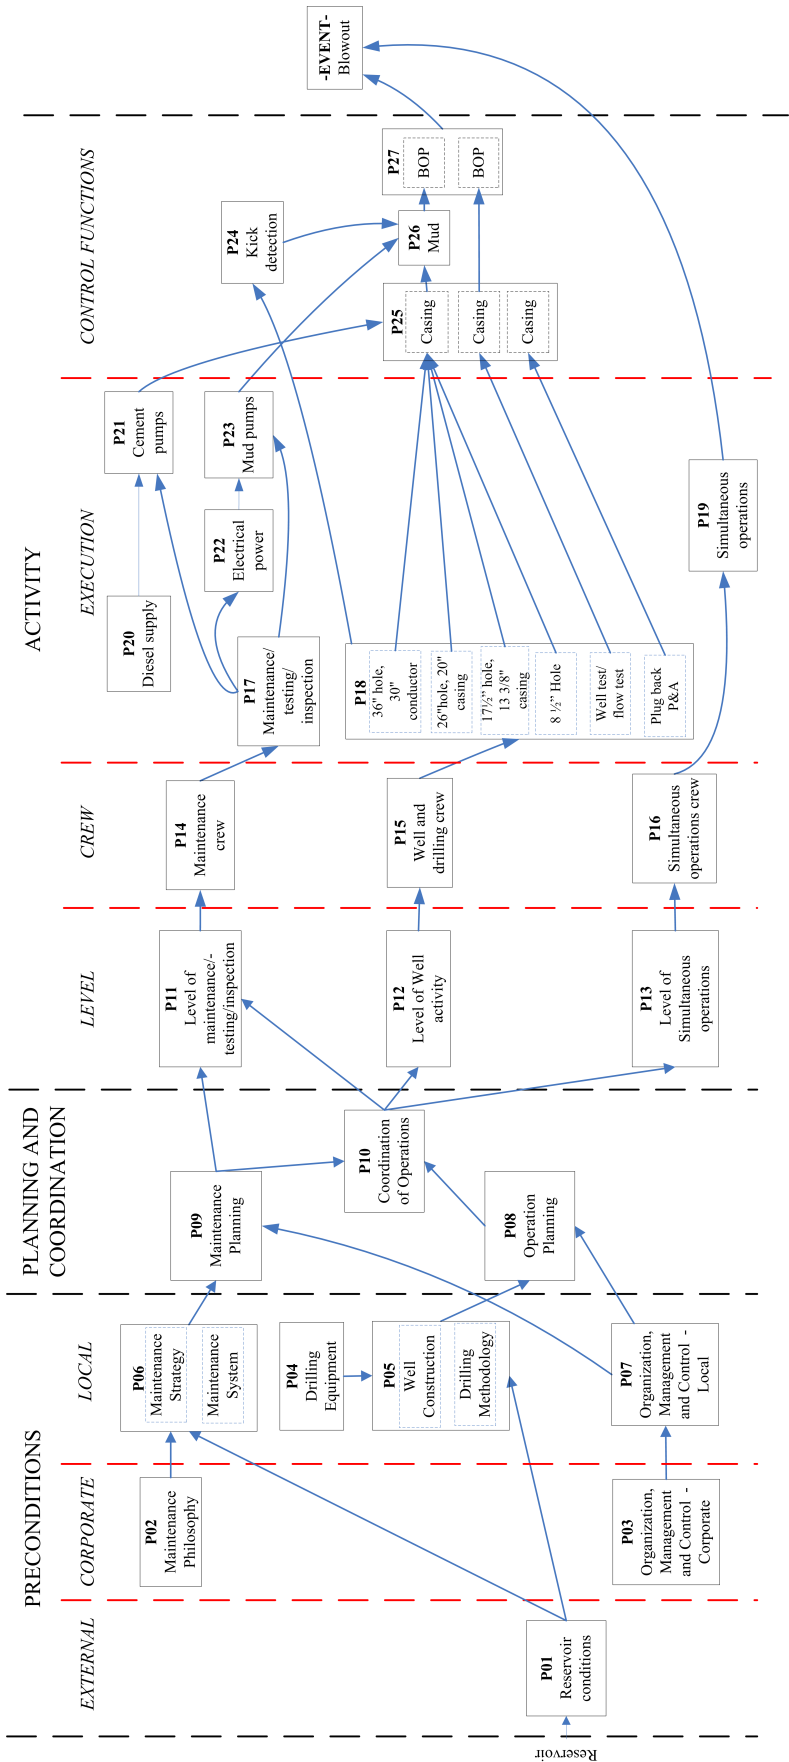 PRECONDITIONS
PLANNING AND
COORDINATION
ACTIVITY
EXTERNAL
CORPORATE
LOCAL
LEVEL
CREW
EXECUTION
CONTROL FUNCTIONS
Reservoir
P01
Reservoir
conditions
P02
Maintenance
Philosophy
P03
Organization,
Management
and Control -
Corporate
P06
Maintenance
Strategy
Maintenance
System
P04
Drilling
Equipment
P05
Well
Construction
Drilling
Methodology
P07
Organization,
Management
and Control -
Local
P09
Maintenance
Planning
P10
Coordination
of Operations
P08
Operation
Planning
P11
Level of
maintenance/-
testing/inspection
P12
Level of Well
activity
P13
Level of
Simultaneous
operations
P14
Maintenance
crew
P15
Well and
drilling crew
P16
Simultaneous
operations crew
P20
Diesel supply
P21
Cement
pumps
P17
Maintenance/
testing/
inspection
P22
Electrical
power
P23
Mud pumps
P18
36" hole,
30"
conductor
26"hole, 20"
casing
17½” hole,
13 3/8"
casing
8 ½” Hole
Well test/
flow test
Plug back
P&A
P19
Simultaneous
operations
P24
Kick
detection
P25
Casing
Casing
Casing
P26
Mud
P27
BOP
BOP
-EVENT-
Blowout